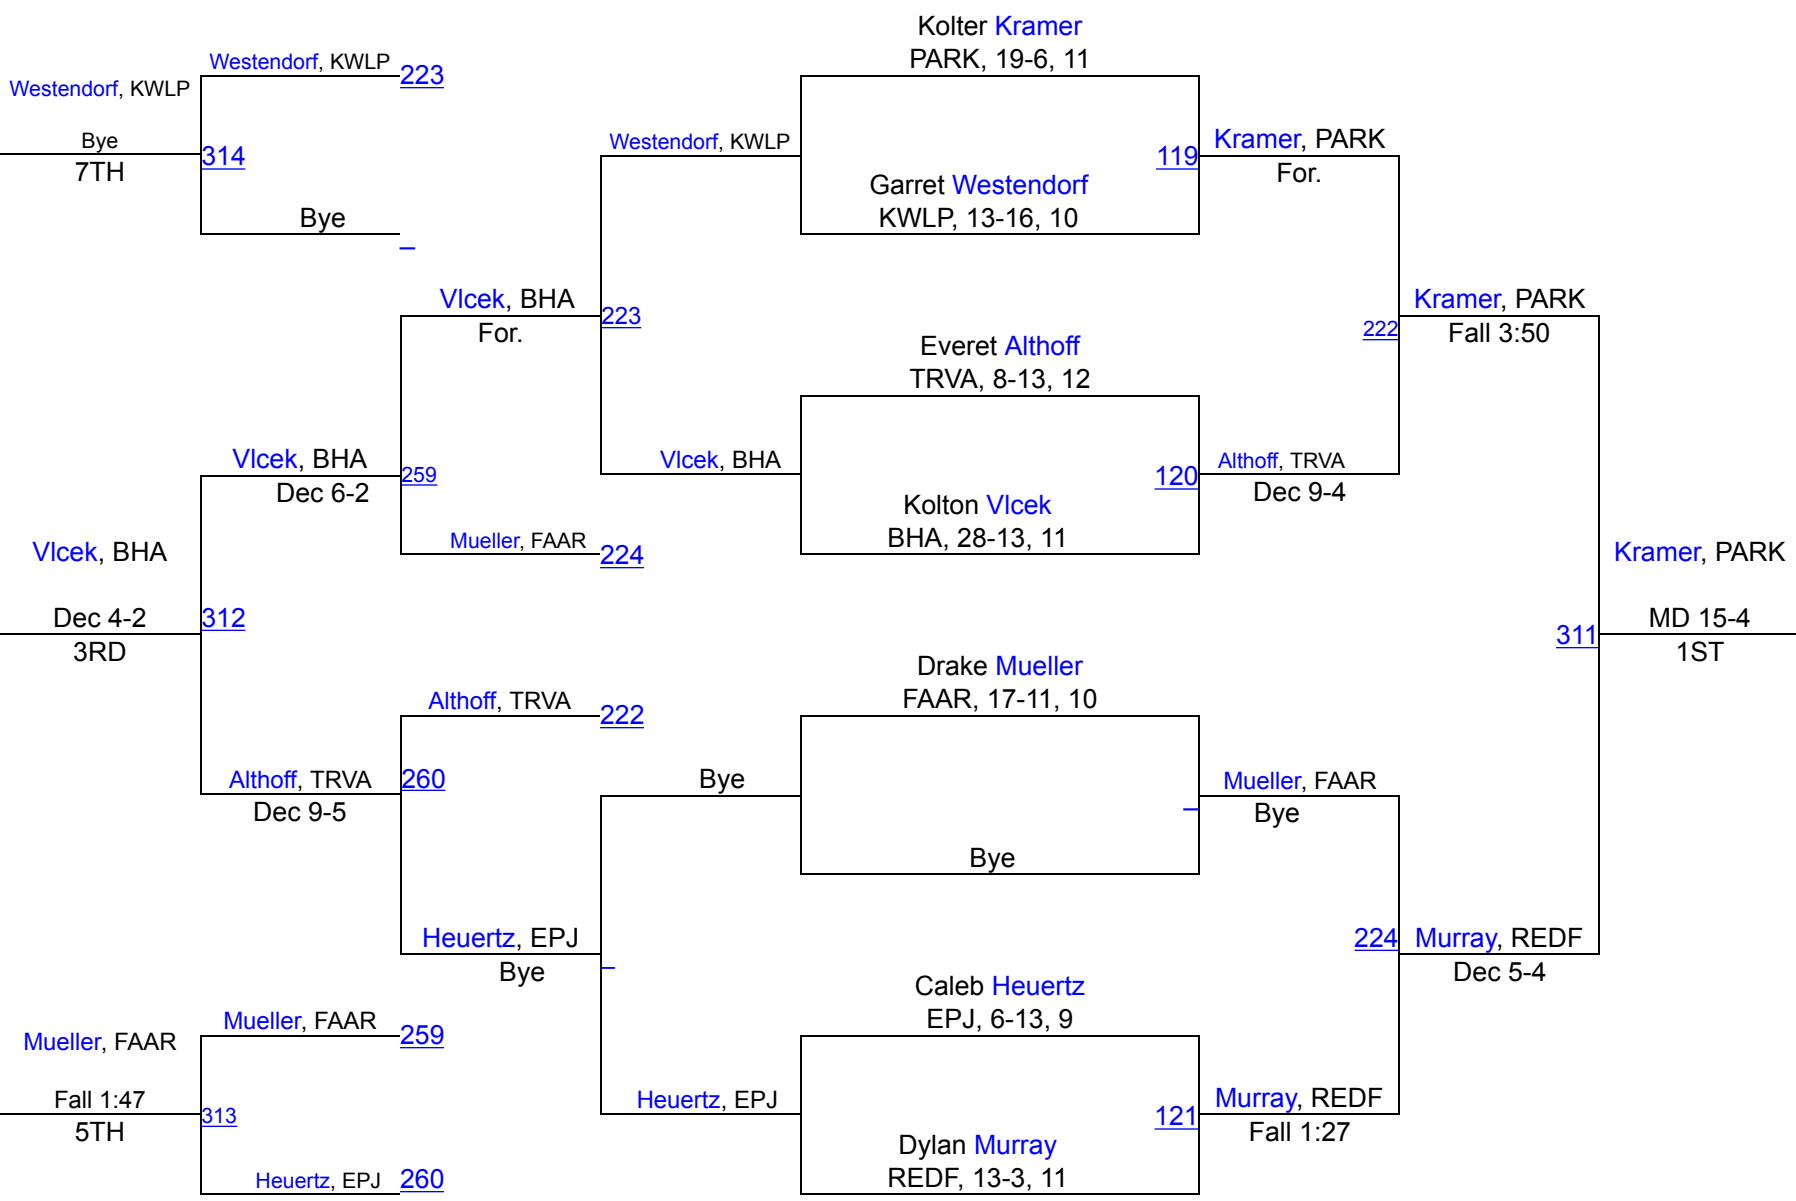 Kolter Kramer
PARK, 19-6, 11
Westendorf, KWLP
223
Westendorf, KWLP
Bye
7TH
314
Bye
_
Westendorf, KWLP
119
Kramer, PARK
For.
Garret Westendorf
KWLP, 13-16, 10
Vlcek, BHA
For.
223
Kramer, PARK
Fall 3:50
222
Everet Althoff
TRVA, 8-13, 12
Vlcek, BHA
Dec 6-2
259
Vlcek, BHA
120
Althoff, TRVA
Dec 9-4
Kolton Vlcek
BHA, 28-13, 11
Mueller, FAAR
224
Vlcek, BHA
Dec 4-2
3RD
312
Kramer, PARK
MD 15-4
1ST
311
Drake Mueller
FAAR, 17-11, 10
Althoff, TRVA
222
Althoff, TRVA
Dec 9-5
260
Bye
_
Mueller, FAAR
Bye
Bye
Heuertz, EPJ
Bye
_
224
Murray, REDF
Dec 5-4
Caleb Heuertz
EPJ, 6-13, 9
Mueller, FAAR
259
Mueller, FAAR
Fall 1:47
5TH
313
Heuertz, EPJ
121
Murray, REDF
Fall 1:27
Dylan Murray
REDF, 13-3, 11
Heuertz, EPJ
260